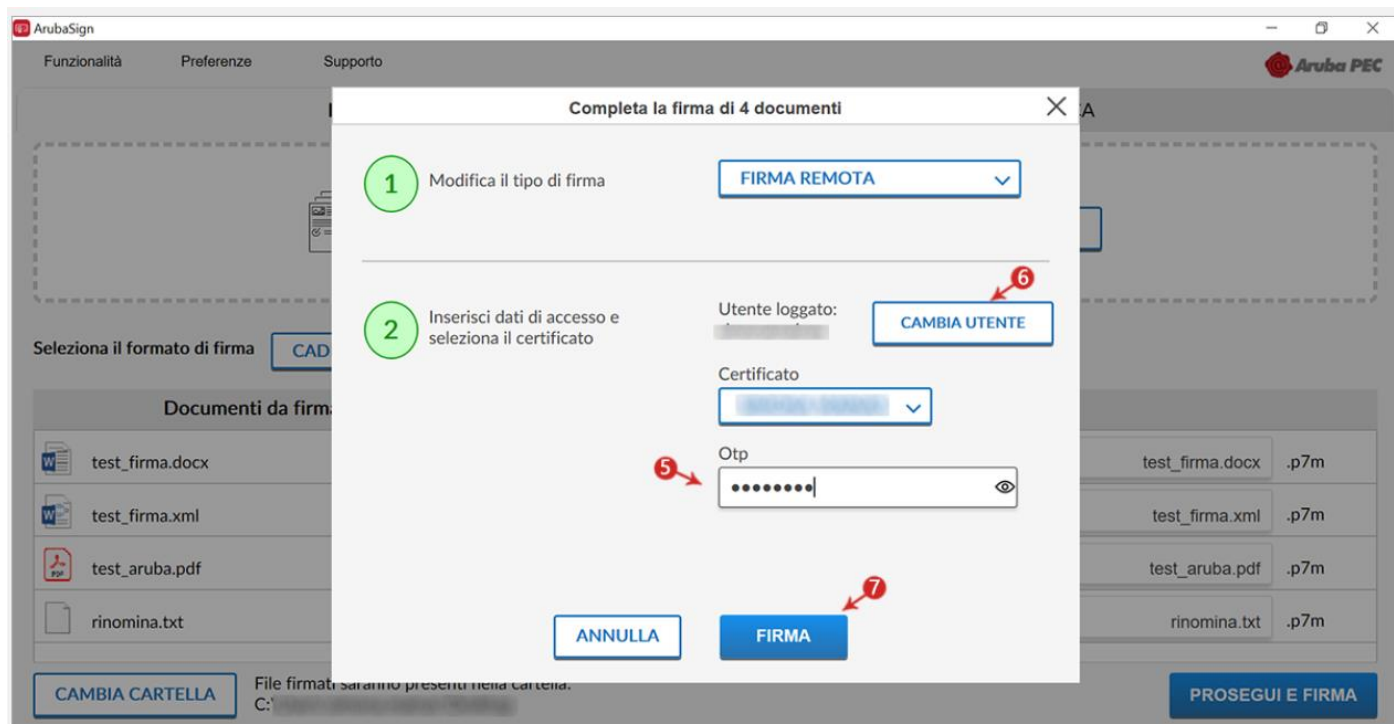 ArubaSign
Funzionalità Preferenze Supporto
Aruba PEC
Completa la firma di 4 documenti
1 Modifica il tipo di firma FIRMA REMOTA
6
2 Inserisci dati di accesso e
seleziona il certificato
Utente loggato:
CAMBIA UTENTE
Certificato
Otp
5
7
ANNULLA FIRMA
Seleziona il formato di firma
Documenti da
test_firma.docx test_firma.docx .p7m
test_firma.xml test_firma.xml .p7m
test_aruba.pdf test_aruba.pdf .p7m
rinomina.txt rinomina.txt .p7m
CAMBIA CARTELLA
File firmati saranno presenti nella cartella:
C:\
PROSEGUI E FIRMA